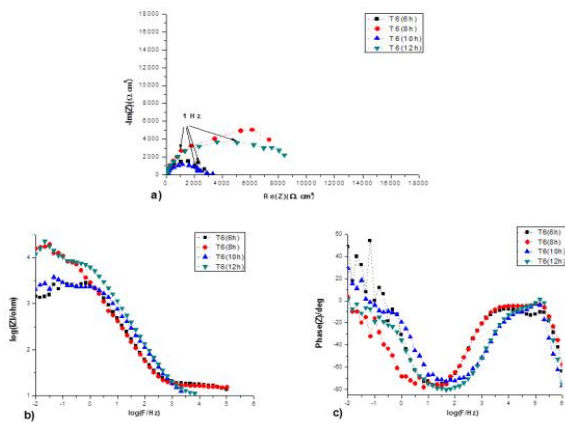 T6(6h)
T6(8h)
T6(10h)
T6(12h)
18000
16000
14000
12000
10000
8000
6000
4000
2000
0
-Im(Z)(Ω.cm²)
1 Hz
0 2000 4000 6000 8000 10000 12000 14000 16000 18000
Re(Z)(Ω.cm²)
a)
T6(6h)
T6(8h)
T6(10h)
T6(12h)
4
3
2
1
log(|Z|/ohm)
-2 -1 0 1 2 3 4 5 6
log(F/Hz)
b)
T6(6h)
T6(8h)
T6(10h)
T6(12h)
60
40
20
0
-20
-40
-60
-80
Phase(Z)/deg
-2 -1 0 1 2 3 4 5 6
log(F/Hz)
c)